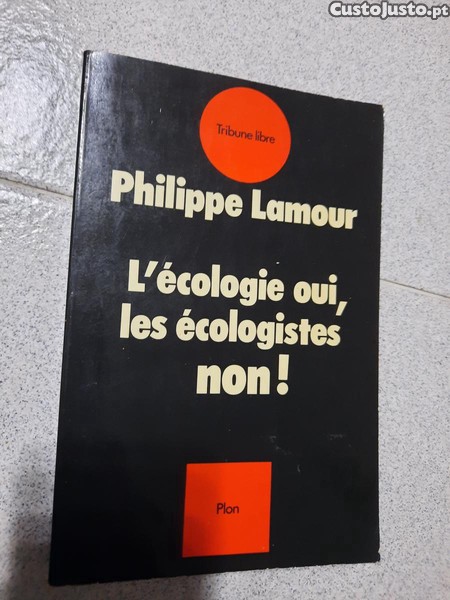 CustoJusto.pt
Tribune libre
Philippe Lamour
L'écologie oui,
les écologistes
non!
Plon